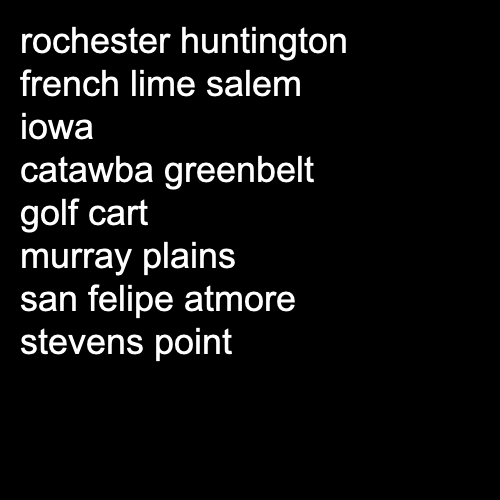 rochester huntington
french lime salem
iowa
catawba greenbelt
golf cart
murray plains
san felipe atmore
stevens point